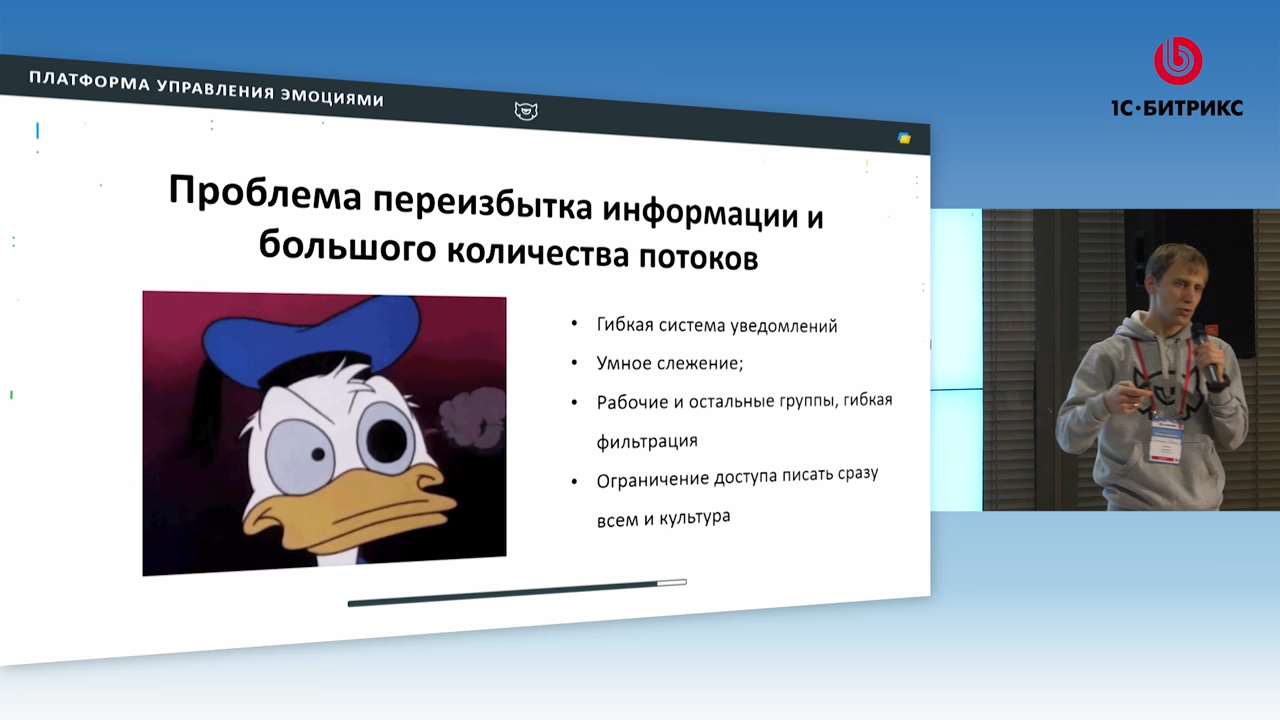 ПЛАТФОРМА УПРАВЛЕНИЯ ЭМОЦИЯМИ
1С·БИТРИКС
Проблема переизбытка информации и
большого количества потоков
• Гибкая система уведомлений
• Умное слежение;
• Рабочие и остальные группы, гибкая
фильтрация
• Ограничение доступа писать сразу
всем и культура